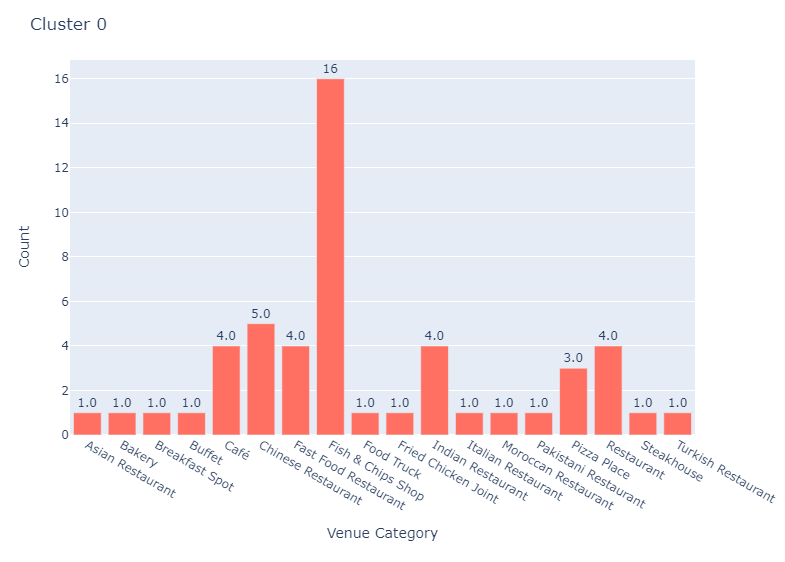 Cluster 0
16
16
14
12
10
8
6
4
2
0
Count
1.0
1.0
1.0
1.0
4.0
5.0
4.0
1.0
1.0
4.0
1.0
1.0
1.0
3.0
4.0
1.0
1.0
Asian Restaurant
Bakery
Breakfast Spot
Buffet
Café
Chinese Restaurant
Fast Food Restaurant
Fish & Chips Shop
Food Truck
Fried Chicken Joint
Indian Restaurant
Italian Restaurant
Moroccan Restaurant
Pakistani Restaurant
Pizza Place
Restaurant
Steakhouse
Turkish Restaurant
Venue Category